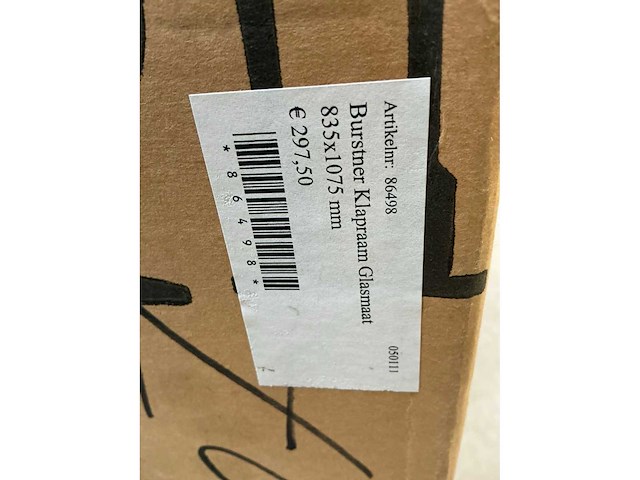 Artikelnr: 86498
Burstner Klapraam Glasmaat
835x1075 mm
€ 297,50
* 8 6 4 9 8 *
050111